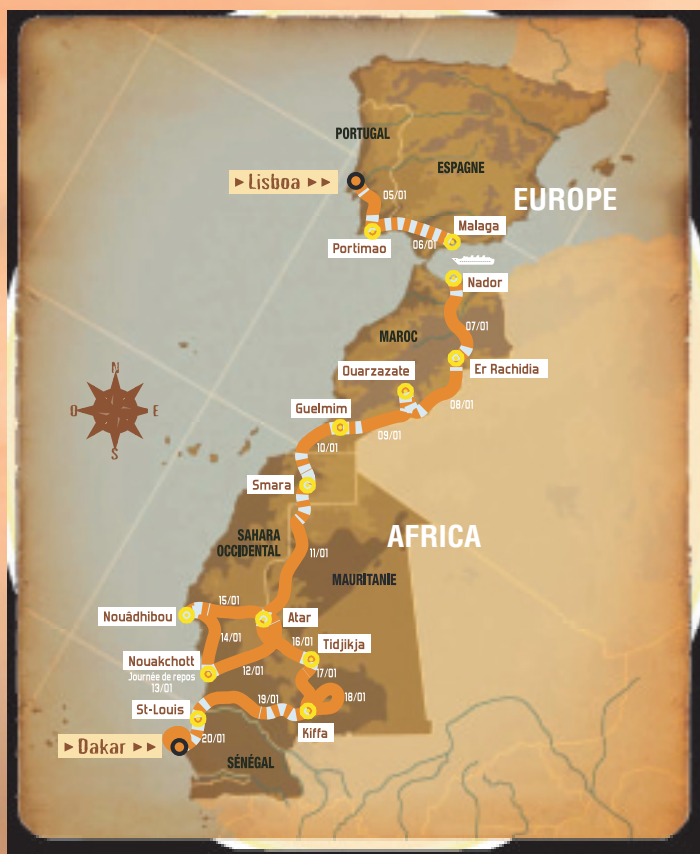 PORTUGAL
ESPAGNE
► Lisboa ►►
EUROPE
05/01
Malaga
Portimao
06/01
Nador
07/01
MAROC
Er Rachidia
Ouarzazate
N
O
E
S
08/01
Guelmim
09/01
10/01
Smara
AFRICA
SAHARA
OCCIDENTAL
11/01
MAURITANIE
15/01
Nouâdhibou
Atar
14/01
16/01
Tidjikja
Nouakchott
12/01
17/01
Journée de repos
13/01
18/01
19/01
St-Louis
Kiffa
20/01
► Dakar ►►
SÉNÉGAL